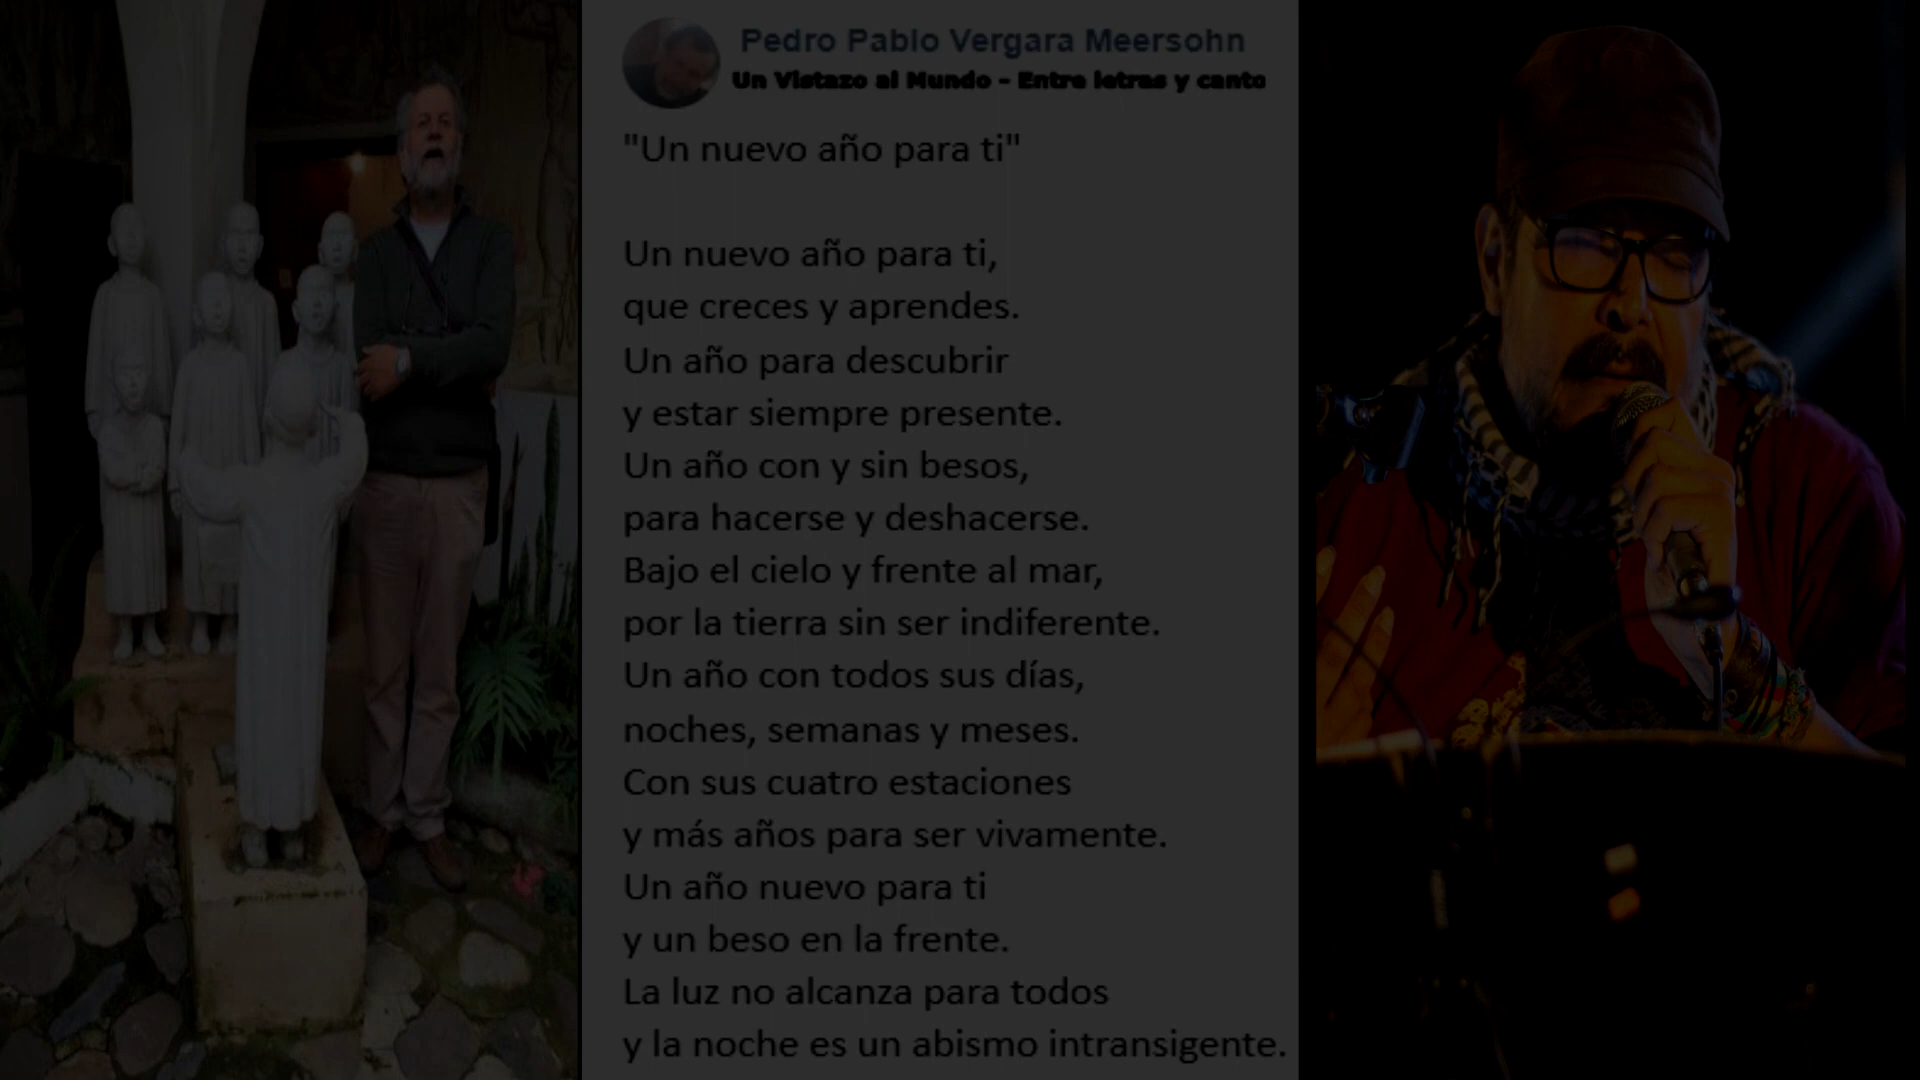 Pedro Pablo Vergara Meersohn
Un Vistazo al Mundo - Entre letras y canto
"Un nuevo año para ti"
Un nuevo año para ti,
que creces y aprendes.
Un año para descubrir
y estar siempre presente.
Un año con y sin besos,
para hacerse y deshacerse.
Bajo el cielo y frente al mar,
por la tierra sin ser indiferente.
Un año con todos sus días,
noches, semanas y meses.
Con sus cuatro estaciones
y más años para ser vivamente.
Un año nuevo para ti
y un beso en la frente.
La luz no alcanza para todos
y la noche es un abismo intransigente.